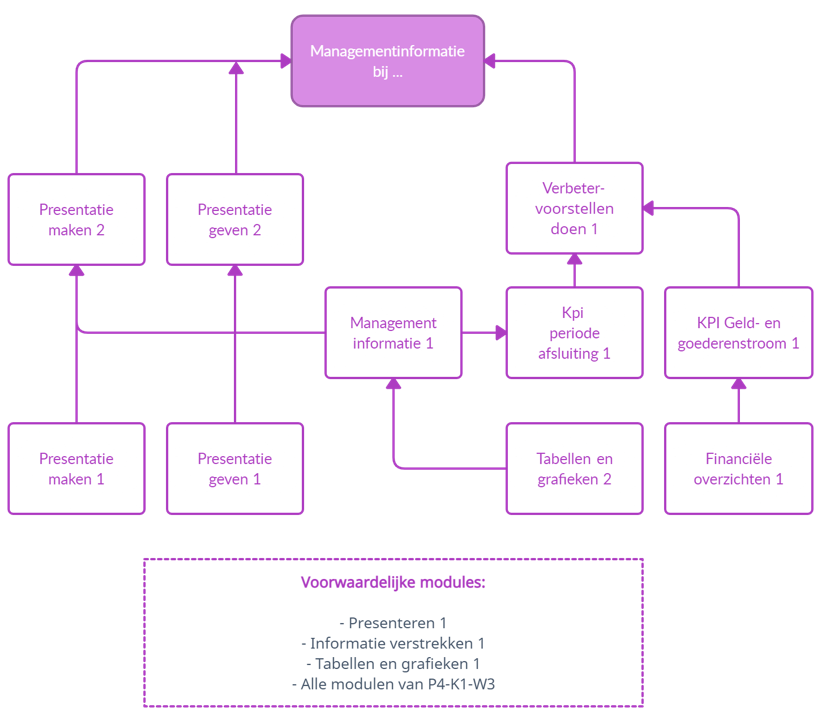 Managementinformatie
bij ...
Presentatie
maken 2
Presentatie
geven 2
Verbeter-
voorstellen
doen 1
Management
informatie 1
Kpi
periode
afsluiting 1
KPI Geld- en
goederenstroom 1
Presentatie
maken 1
Presentatie
geven 1
Tabellen en
grafieken 2
Financiële
overzichten 1
Voorwaardelijke modules:
- Presenteren 1
- Informatie verstrekken 1
- Tabellen en grafieken 1
- Alle modulen van P4-K1-W3